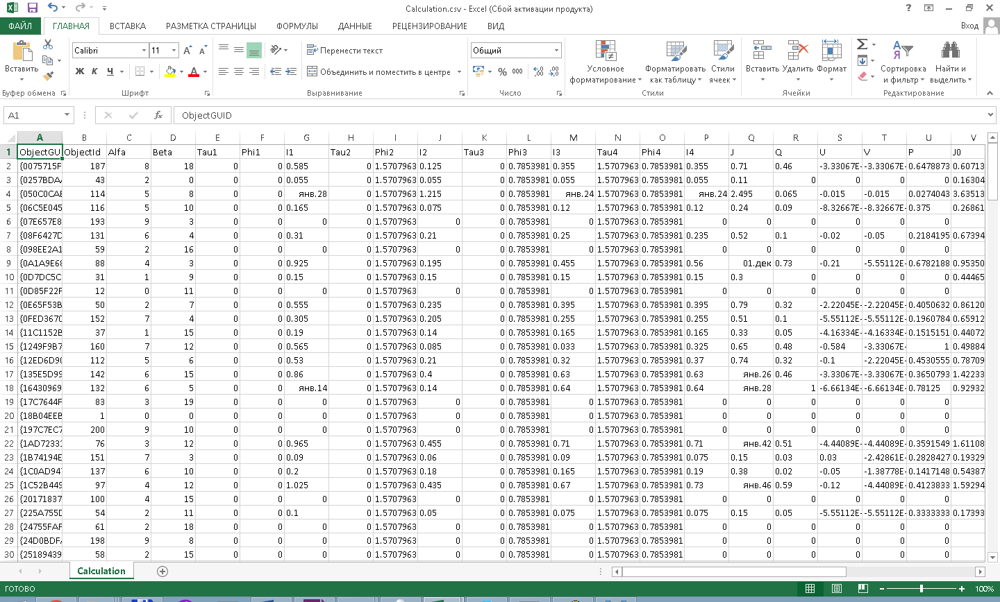 Calculation.csv - Excel (Сбой активации продукта)
ФАЙЛ ГЛАВНАЯ ВСТАВКА РАЗМЕТКА СТРАНИЦЫ ФОРМУЛЫ ДАННЫЕ РЕЦЕНЗИРОВАНИЕ ВИД Вход
Вставить
Буфер обмена
Calibri 11
Ж К Ч
Шрифт
Перенести текст
Объединить и поместить в центре
Выравнивание
Общий
% 000
Число
Условное форматирование
Форматировать как таблицу
Стили ячеек
Стили
Вставить Удалить Формат
Ячейки
Сортировка и фильтр
Найти и выделить
Редактирование
A1 fx ObjectGUID
A B C D E F G H I J K L M N O P Q R S T U V
1 ObjectGU ObjectId Alfa Beta Tau1 Phi1 I1 Tau2 Phi2 I2 Tau3 Phi3 I3 Tau4 Phi4 I4 J Q U V P J0
2 {0075715F 187 8 18 0 0 0.585 0 1.5707963 0.125 0 0.7853981 0.355 1.5707963 0.7853981 0.355 0.71 0.46 -3.33067E- -3.33067E- 0.6478873 0.60713
3 {0257BDA 43 2 0 0 0 0.055 0 1.5707963 0.055 0 0.7853981 0.055 1.5707963 0.7853981 0.055 0.11 0 0 0 0 0.16304
4 {050C0CAE 114 5 8 0 0 янв.28 0 1.5707963 1.215 0 0.7853981 янв.24 1.5707963 0.7853981 янв.24 2.495 0.065 -0.015 -0.015 0.0274043 3.63513
5 {06C5E045 116 5 10 0 0 0.165 0 1.5707963 0.075 0 0.7853981 0.12 1.5707963 0.7853981 0.12 0.24 0.09 -8.32667E- -8.32667E- 0.375 0.26861
6 {07E657E8 193 9 3 0 0 0 0 1.5707963 0 0 0.7853981 0 1.5707963 0.7853981 0 0 0 0 0 0
7 {08F6427D 131 6 4 0 0 0.31 0 1.5707963 0.21 0 0.7853981 0.25 1.5707963 0.7853981 0.235 0.52 0.1 -0.02 -0.05 0.2184195 0.67394
8 {098EE2A1 59 2 16 0 0 0 0 1.5707963 0 0 0.7853981 0 1.5707963 0.7853981 0 0 0 0 0 0
9 {0A1A9E68 88 4 3 0 0 0.925 0 1.5707963 0.195 0 0.7853981 0.455 1.5707963 0.7853981 0.56 01.дек 0.73 -0.21 -5.55112E- 0.6782188 0.95350
10 {0D7DC5C 31 1 9 0 0 0.15 0 1.5707963 0.15 0 0.7853981 0.15 1.5707963 0.7853981 0.15 0.3 0 0 0 0 0.44465
11 {0D85F22F 12 0 11 0 0 0 0 1.5707963 0 0 0.7853981 0 1.5707963 0.7853981 0 0 0 0 0 0
12 {0E65F53B 50 2 7 0 0 0.555 0 1.5707963 0.235 0 0.7853981 0.395 1.5707963 0.7853981 0.395 0.79 0.32 -2.22045E- -2.22045E- 0.4050632 0.86120
13 {0FED3670 152 7 4 0 0 0.305 0 1.5707963 0.205 0 0.7853981 0.255 1.5707963 0.7853981 0.255 0.51 0.1 -5.55112E- -5.55112E- 0.1960784 0.65912
14 {11C1152B 37 1 15 0 0 0.19 0 1.5707963 0.14 0 0.7853981 0.165 1.5707963 0.7853981 0.165 0.33 0.05 -4.16334E- -4.16334E- 0.1515151 0.44072
15 {1249F9B7 160 7 12 0 0 0.565 0 1.5707963 0.085 0 0.7853981 0.033 1.5707963 0.7853981 0.325 0.65 0.48 -0.584 -3.33067E- 1 0.49884
16 {12ED6D90 112 5 6 0 0 0.53 0 1.5707963 0.21 0 0.7853981 0.32 1.5707963 0.7853981 0.37 0.74 0.32 -0.1 -2.22045E- 0.4530555 0.78709
17 {135E5D99 142 6 15 0 0 0.86 0 1.5707963 0.4 0 0.7853981 0.63 1.5707963 0.7853981 0.63 янв.26 0.46 -3.33067E- -3.33067E- 0.3650793 1.42233
18 {16430969 132 6 5 0 0 янв.14 0 1.5707963 0.14 0 0.7853981 0.64 1.5707963 0.7853981 0.64 янв.28 1 -6.66134E- -6.66134E- 0.78125 0.92932
19 {17C7644F 83 3 19 0 0 0 0 1.5707963 0 0 0.7853981 0 1.5707963 0.7853981 0 0 0 0 0 0
20 {18B04EEB 1 0 0 0 0 0 0 1.5707963 0 0 0.7853981 0 1.5707963 0.7853981 0 0 0 0 0 0
21 {197C7EC7 200 9 10 0 0 0 0 1.5707963 0 0 0.7853981 0 1.5707963 0.7853981 0 0 0 0 0 0
22 {1AD72331 76 3 12 0 0 0.965 0 1.5707963 0.455 0 0.7853981 0.71 1.5707963 0.7853981 0.71 янв.42 0.51 -4.44089E- -4.44089E- 0.3591549 1.61108
23 {1B74194E 151 7 3 0 0 0.09 0 1.5707963 0.06 0 0.7853981 0.09 1.5707963 0.7853981 0.075 0.15 0.03 0.03 -2.42861E- 0.2828427 0.19329
24 {1C0AD947 137 6 10 0 0 0.2 0 1.5707963 0.18 0 0.7853981 0.165 1.5707963 0.7853981 0.19 0.38 0.02 -0.05 -1.38778E- 0.1417148 0.54387
25 {1C52B449 97 4 12 0 0 1.025 0 1.5707963 0.435 0 0.7853981 0.67 1.5707963 0.7853981 0.73 янв.46 0.59 -0.12 -4.44089E- 0.4123833 1.59294
26 {20171837 100 4 15 0 0 0 0 1.5707963 0 0 0.7853981 0 1.5707963 0.7853981 0 0 0 0 0 0
27 {225A755D 54 2 11 0 0 0.1 0 1.5707963 0.05 0 0.7853981 0.075 1.5707963 0.7853981 0.075 0.15 0.05 -5.55112E- -5.55112E- 0.3333333 0.17393
28 {24755FAF 61 2 18 0 0 0 0 1.5707963 0 0 0.7853981 0 1.5707963 0.7853981 0 0 0 0 0 0
29 {24D0BDFA 198 9 8 0 0 0 0 1.5707963 0 0 0.7853981 0 1.5707963 0.7853981 0 0 0 0 0 0
30 {25189439 58 2 15 0 0 0 0 1.5707963 0 0 0.7853981 0 1.5707963 0.7853981 0 0 0 0 0 0
Calculation
ГОТОВО 100%